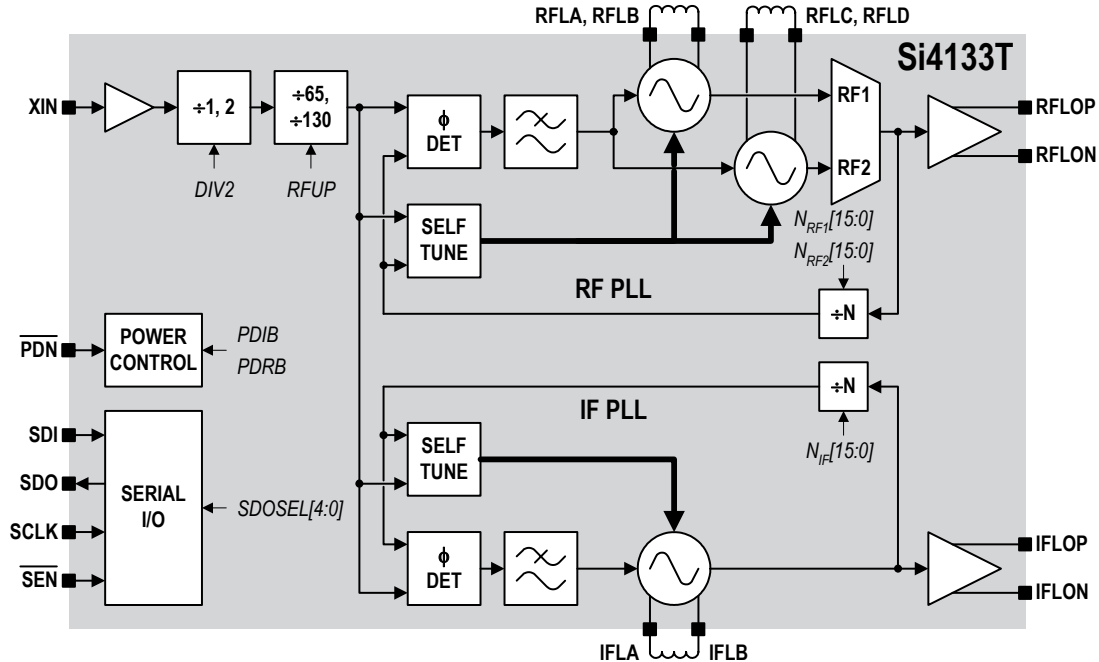 RFLA, RFLB
RFLC, RFLD
Si4133T
XIN
÷1, 2
÷65,
÷130
ϕ
DET
RF1
RF2
RFLOP
RFLON
DIV2
RFUP
SELF
TUNE
N_RF1[15:0]
N_RF2[15:0]
RF PLL
÷N
PDN
POWER
CONTROL
PDIB
PDRB
÷N
IF PLL
N_IF[15:0]
SDI
SDO
SCLK
SEN
SERIAL
I/O
SDOSEL[4:0]
SELF
TUNE
ϕ
DET
IFLOP
IFLON
IFLA
IFLB